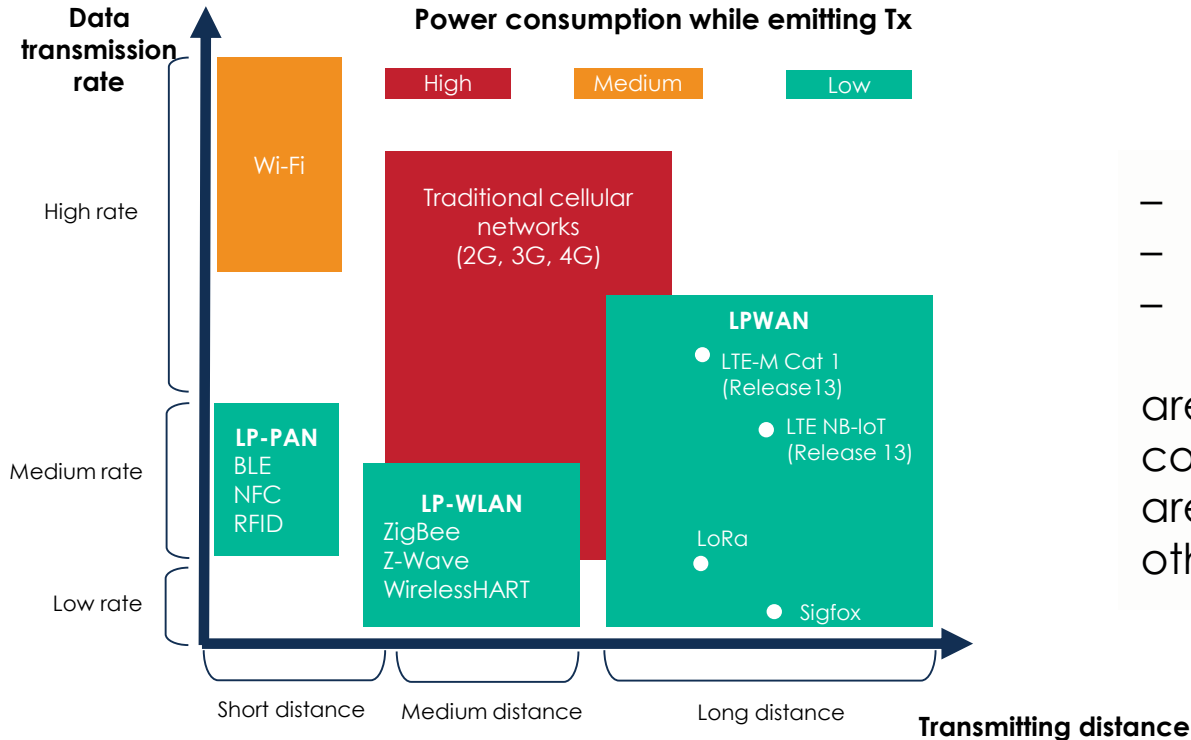 Data
transmission
rate
Power consumption while emitting Tx
High
Medium
Low
Wi-Fi
Traditional cellular
networks
(2G, 3G, 4G)
High rate
LPWAN
LTE-M Cat 1
(Release13)
LTE NB-IoT
(Release 13)
LP-PAN
BLE
NFC
RFID
Medium rate
LP-WLAN
ZigBee
Z-Wave
WirelessHART
LoRa
Sigfox
Low rate
Short distance
Medium distance
Long distance
Transmitting distance
–
–
–
are